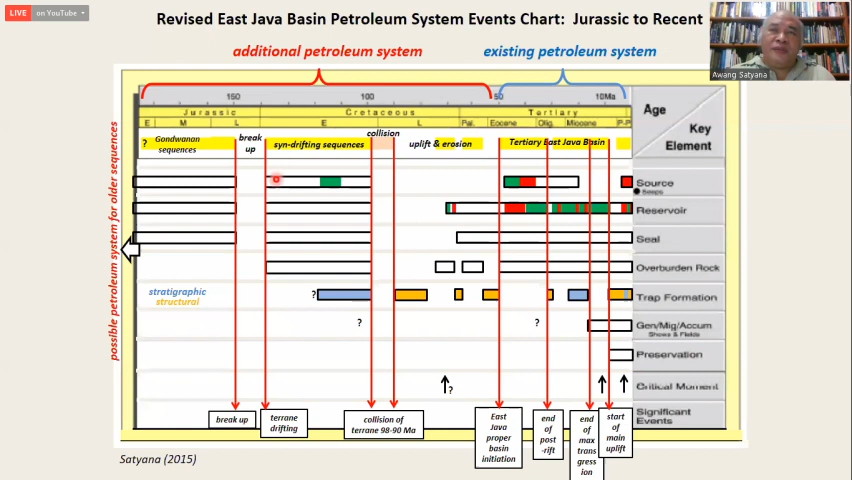 LIVE on YouTube
Revised East Java Basin Petroleum System Events Chart: Jurassic to Recent
Awang Satyana
additional petroleum system
existing petroleum system
150
100
50
10Ma
Jurassic
Cretaceous
Tertiary
E
M
L
E
L
Pal.
Eocene
Olig.
Miocene
P-P
Age
Key
Element
? Gondwanan
sequences
break
up
syn-drifting sequences
collision
uplift & erosion
Tertiary East Java Basin
possible petroleum system for older sequences
Source
Seeps
Reservoir
Seal
Overburden Rock
stratigraphic
structural
?
Trap Formation
?
?
Gen/Mig/Accum
Shows & Fields
Preservation
?
Critical Moment
Significant
Events
break up
terrane
drifting
collision of
terrane 98-90 Ma
East
Java
proper
basin
initiation
end
of
post
-rift
end
of
max
trans
gress
ion
start
of
main
uplift
Satyana (2015)